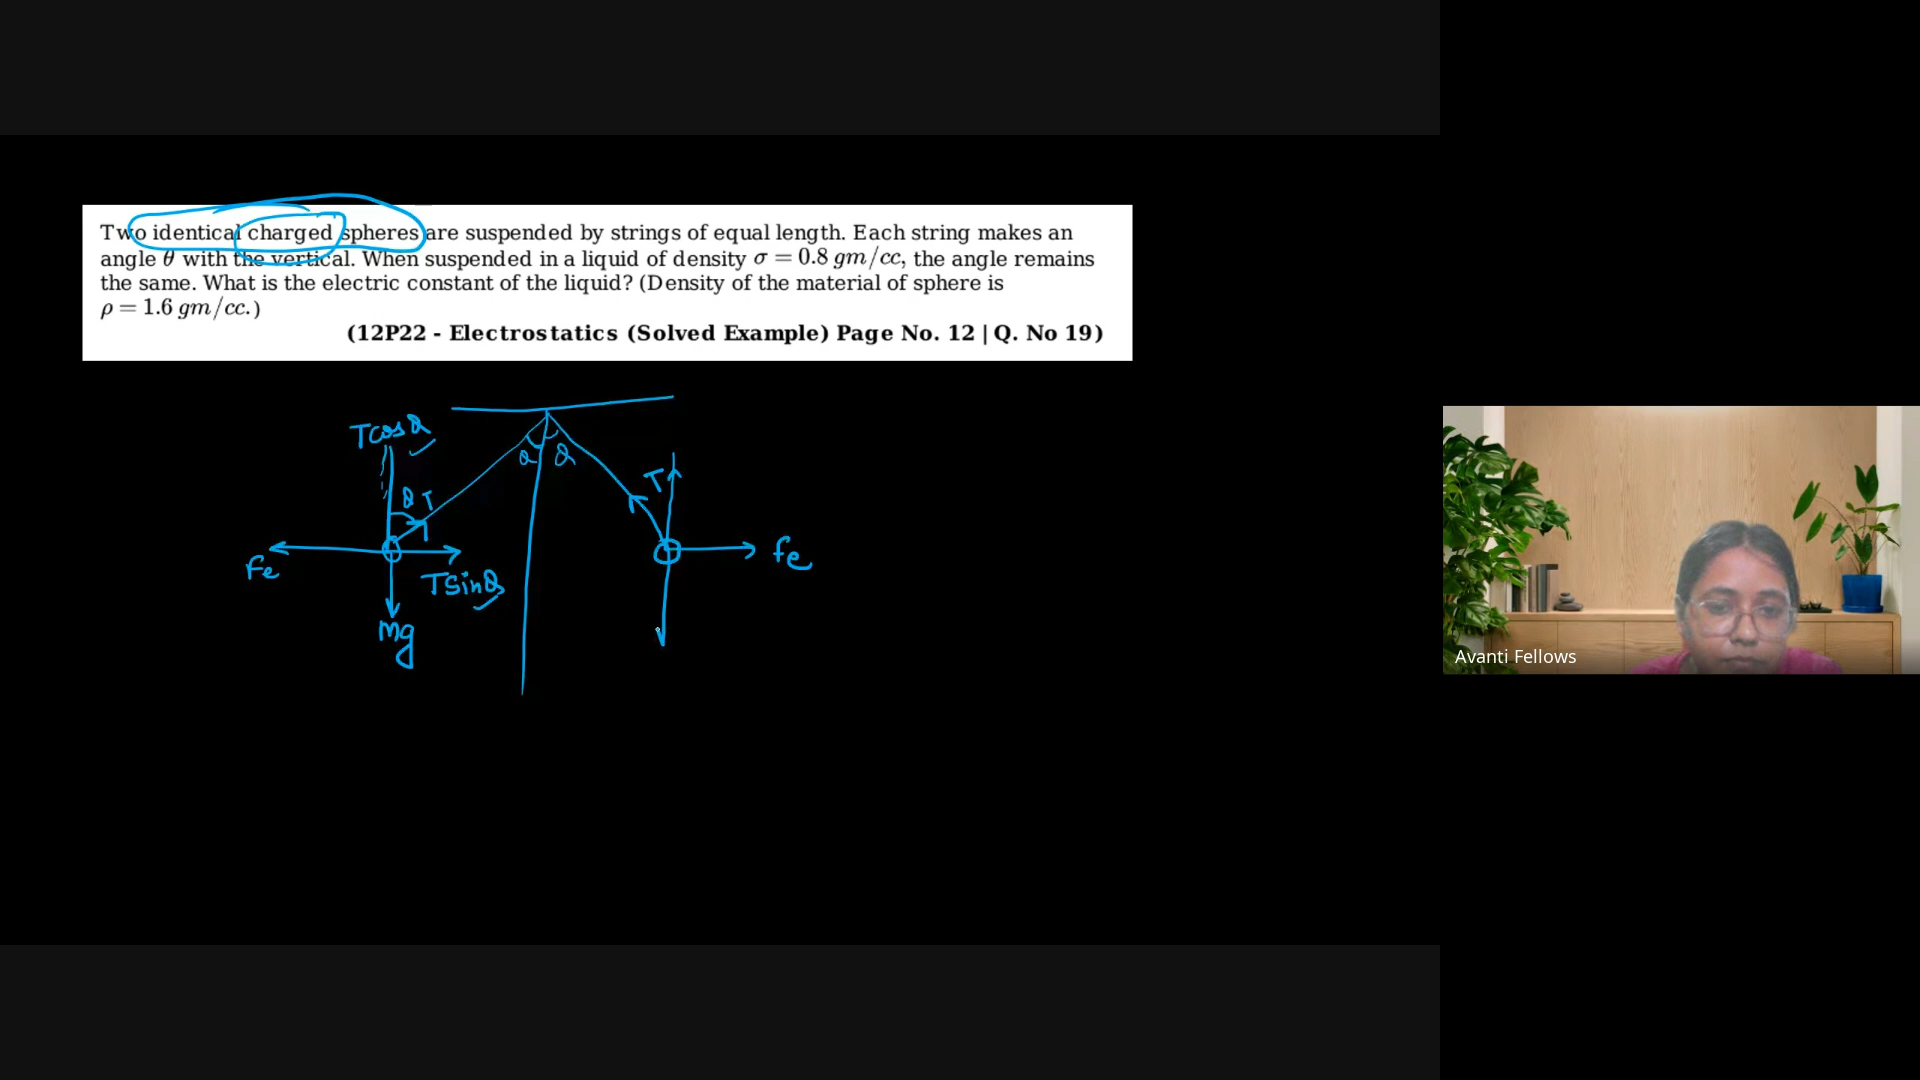 Two identical charged spheres are suspended by strings of equal length. Each string makes an
angle θ with the vertical. When suspended in a liquid of density σ = 0.8 gm/cc, the angle remains
the same. What is the electric constant of the liquid? (Density of the material of sphere is
ρ = 1.6 gm/cc.)
(12P22 - Electrostatics (Solved Example) Page No. 12 | Q. No 19)
Tcosθ
θ θ
θ T
T
Fe
fe
Tsinθ
mg
Avanti Fellows